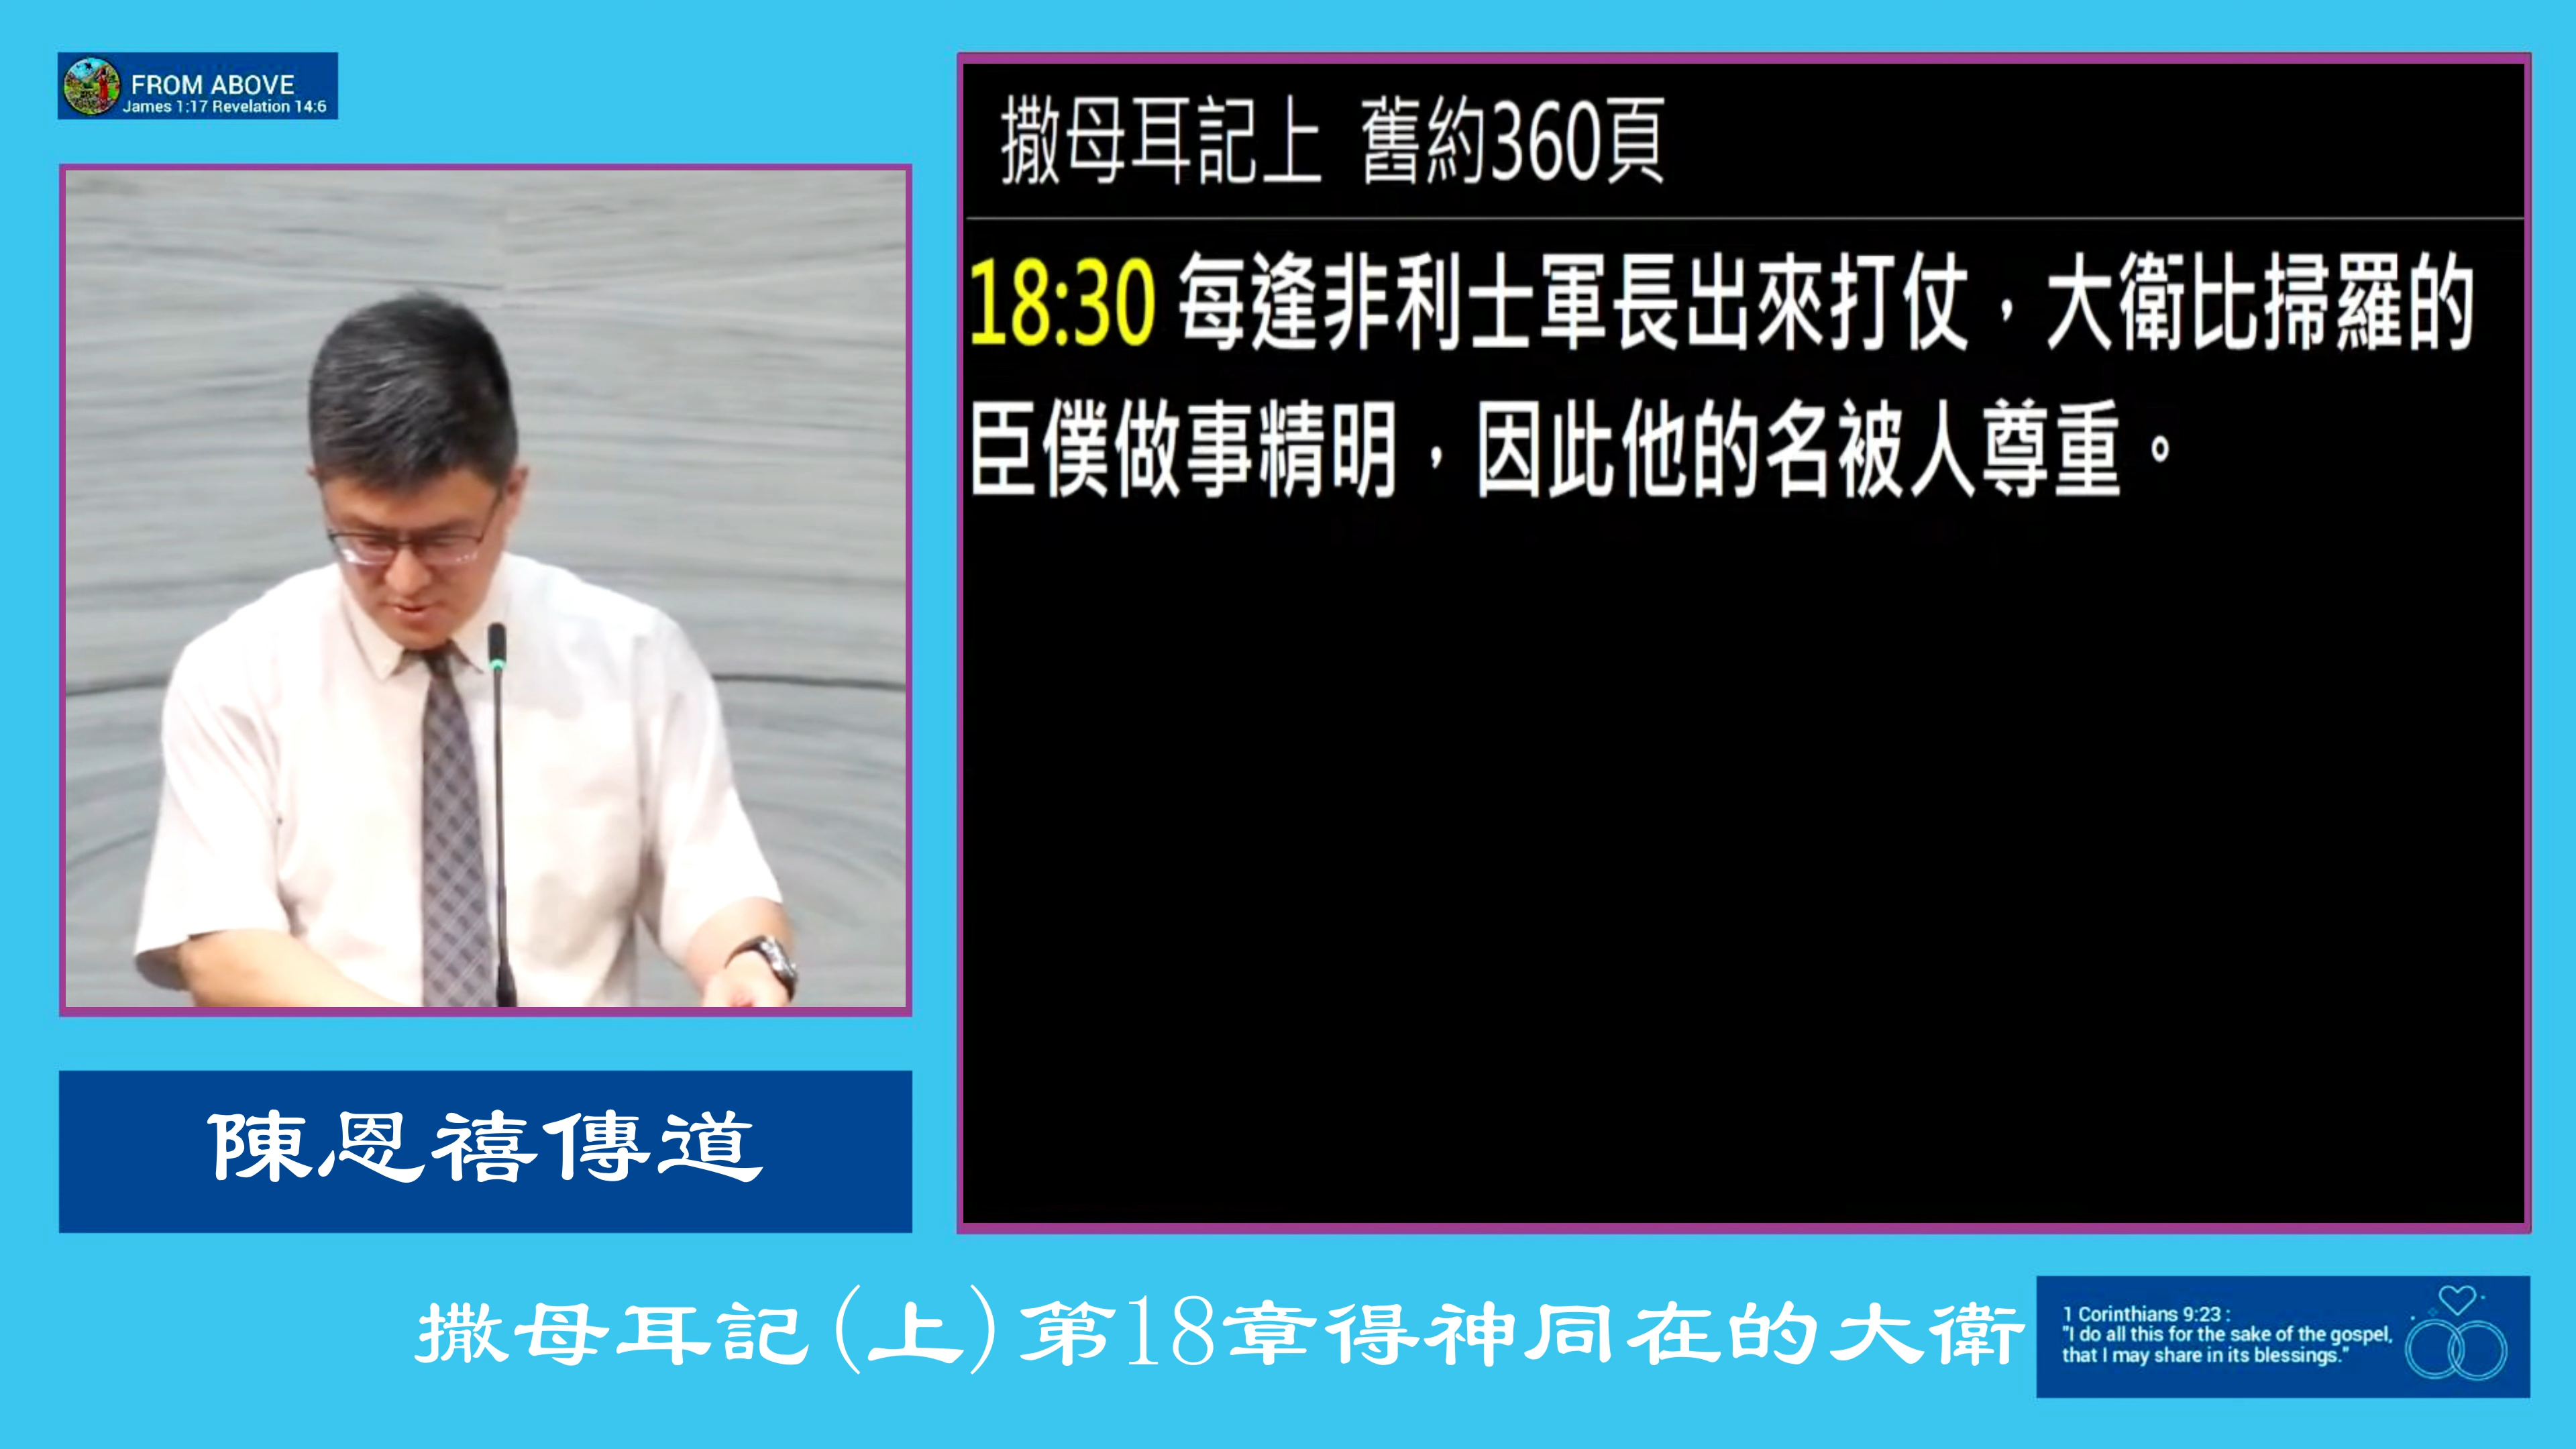 FROM ABOVE
James 1:17 Revelation 14:6
撒母耳記上 舊約360頁
18:30 每逢非利士軍長出來打仗，大衛比掃羅的
臣僕做事精明，因此他的名被人尊重。
陳恩禧傳道
撒母耳記(上)第18章得神同在的大衛
1 Corinthians 9:23 :
"I do all this for the sake of the gospel,
that I may share in its blessings."